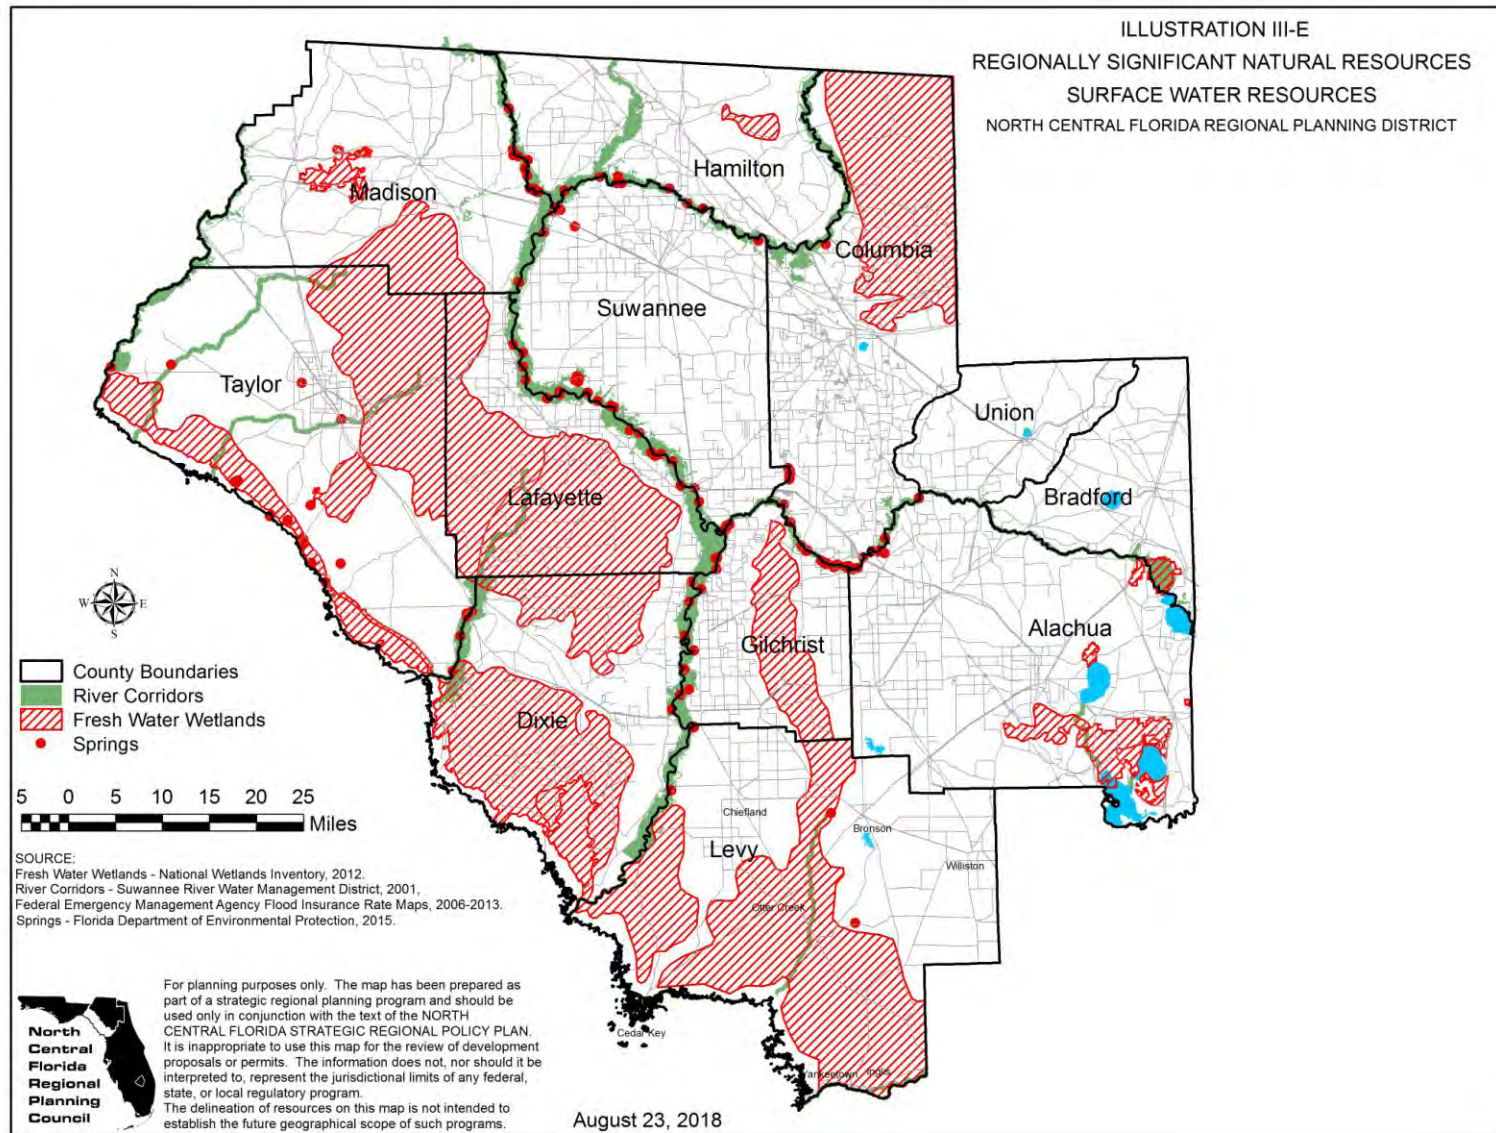 ILLUSTRATION III-E
REGIONALLY SIGNIFICANT NATURAL RESOURCES
SURFACE WATER RESOURCES
NORTH CENTRAL FLORIDA REGIONAL PLANNING DISTRICT
Hamilton
Madison
Columbia
Suwannee
Taylor
Union
Lafayette
Bradford
Alachua
Gilchrist
Dixie
Chiefland
Bronson
Levy
Williston
Otter Creek
Cedar Key
Yankeetown
Inglis
N
W
E
S
County Boundaries
River Corridors
Fresh Water Wetlands
Springs
5 0 5 10 15 20 25
Miles
SOURCE:
Fresh Water Wetlands - National Wetlands Inventory, 2012.
River Corridors - Suwannee River Water Management District, 2001,
Federal Emergency Management Agency Flood Insurance Rate Maps, 2006-2013.
Springs - Florida Department of Environmental Protection, 2015.
North
Central
Florida
Regional
Planning
Council
For planning purposes only. The map has been prepared as
part of a strategic regional planning program and should be
used only in conjunction with the text of the NORTH
CENTRAL FLORIDA STRATEGIC REGIONAL POLICY PLAN.
It is inappropriate to use this map for the review of development
proposals or permits. The information does not, nor should it be
interpreted to, represent the jurisdictional limits of any federal,
state, or local regulatory program.
The delineation of resources on this map is not intended to
establish the future geographical scope of such programs.
August 23, 2018